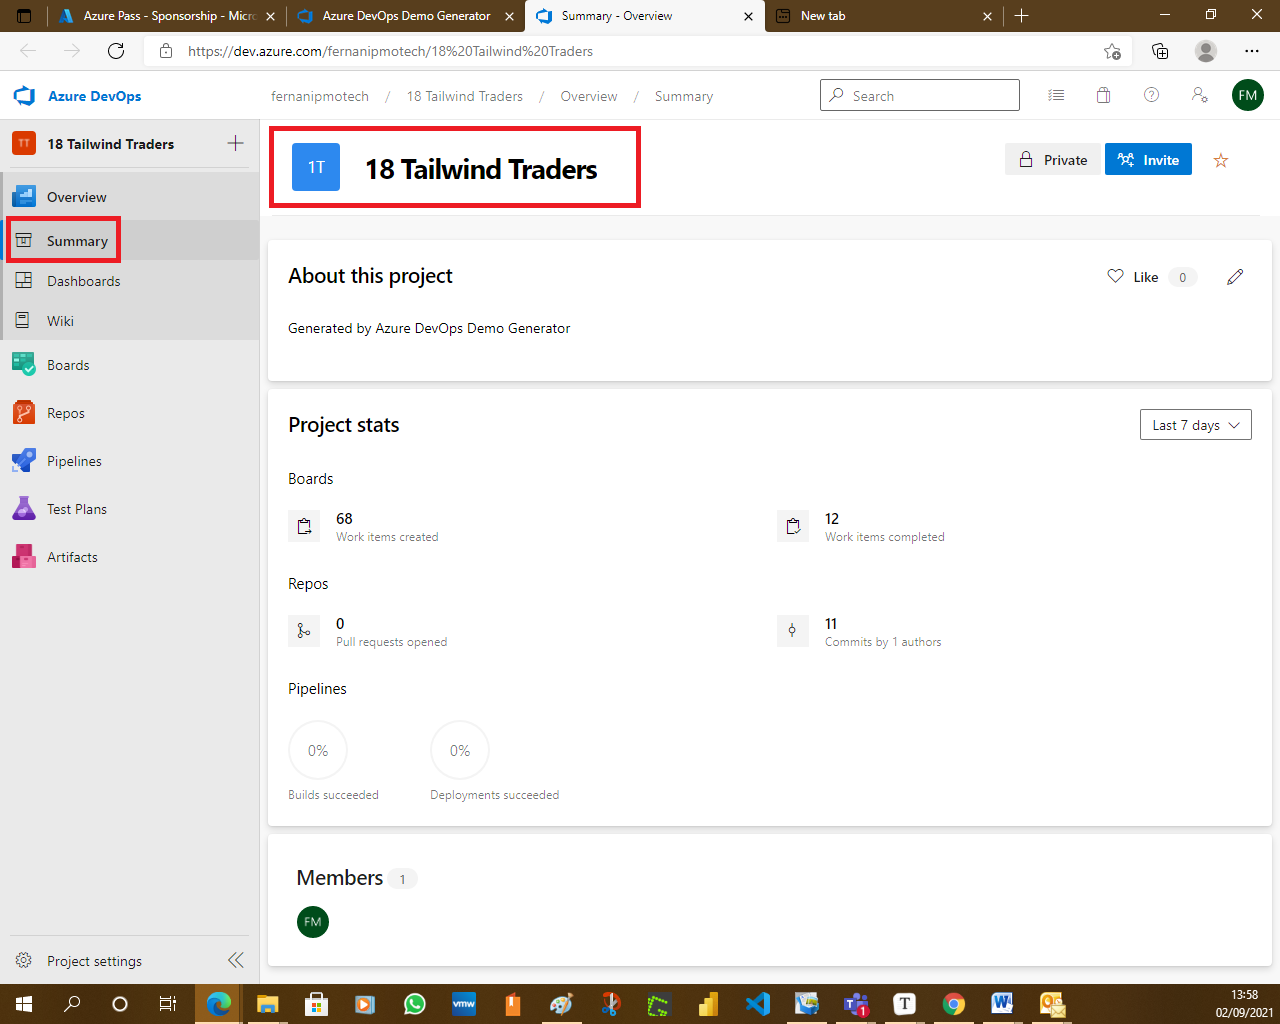 Azure Pass - Sponsorship - Micro
Azure DevOps Demo Generator
Summary - Overview
New tab
https://dev.azure.com/fernanipmotech/18%20Tailwind%20Traders
Azure DevOps
fernanipmotech / 18 Tailwind Traders / Overview / Summary
Search
FM
TT
18 Tailwind Traders
1T
18 Tailwind Traders
Private
Invite
Overview
Summary
Dashboards
Wiki
Boards
Repos
Pipelines
Test Plans
Artifacts
About this project
Like 0
Generated by Azure DevOps Demo Generator
Project stats
Last 7 days
Boards
68
Work items created
12
Work items completed
Repos
0
Pull requests opened
11
Commits by 1 authors
Pipelines
0%
0%
Builds succeeded
Deployments succeeded
Members 1
FM
Project settings
vmw
1
T
13:58
02/09/2021